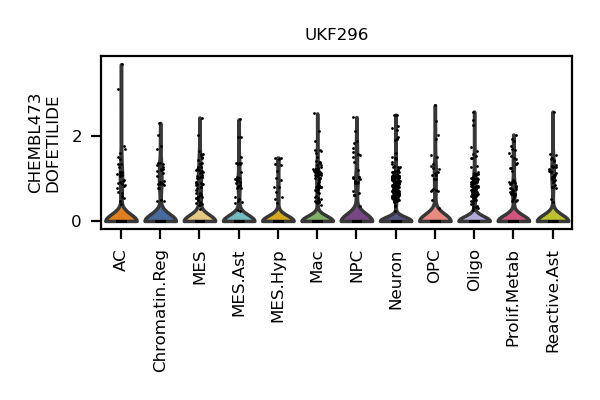 UKF296
CHEMBL473
DOFETILIDE
2
0
AC
Chromatin.Reg
MES
MES.Ast
MES.Hyp
Mac
NPC
Neuron
OPC
Oligo
Prolif.Metab
Reactive.Ast